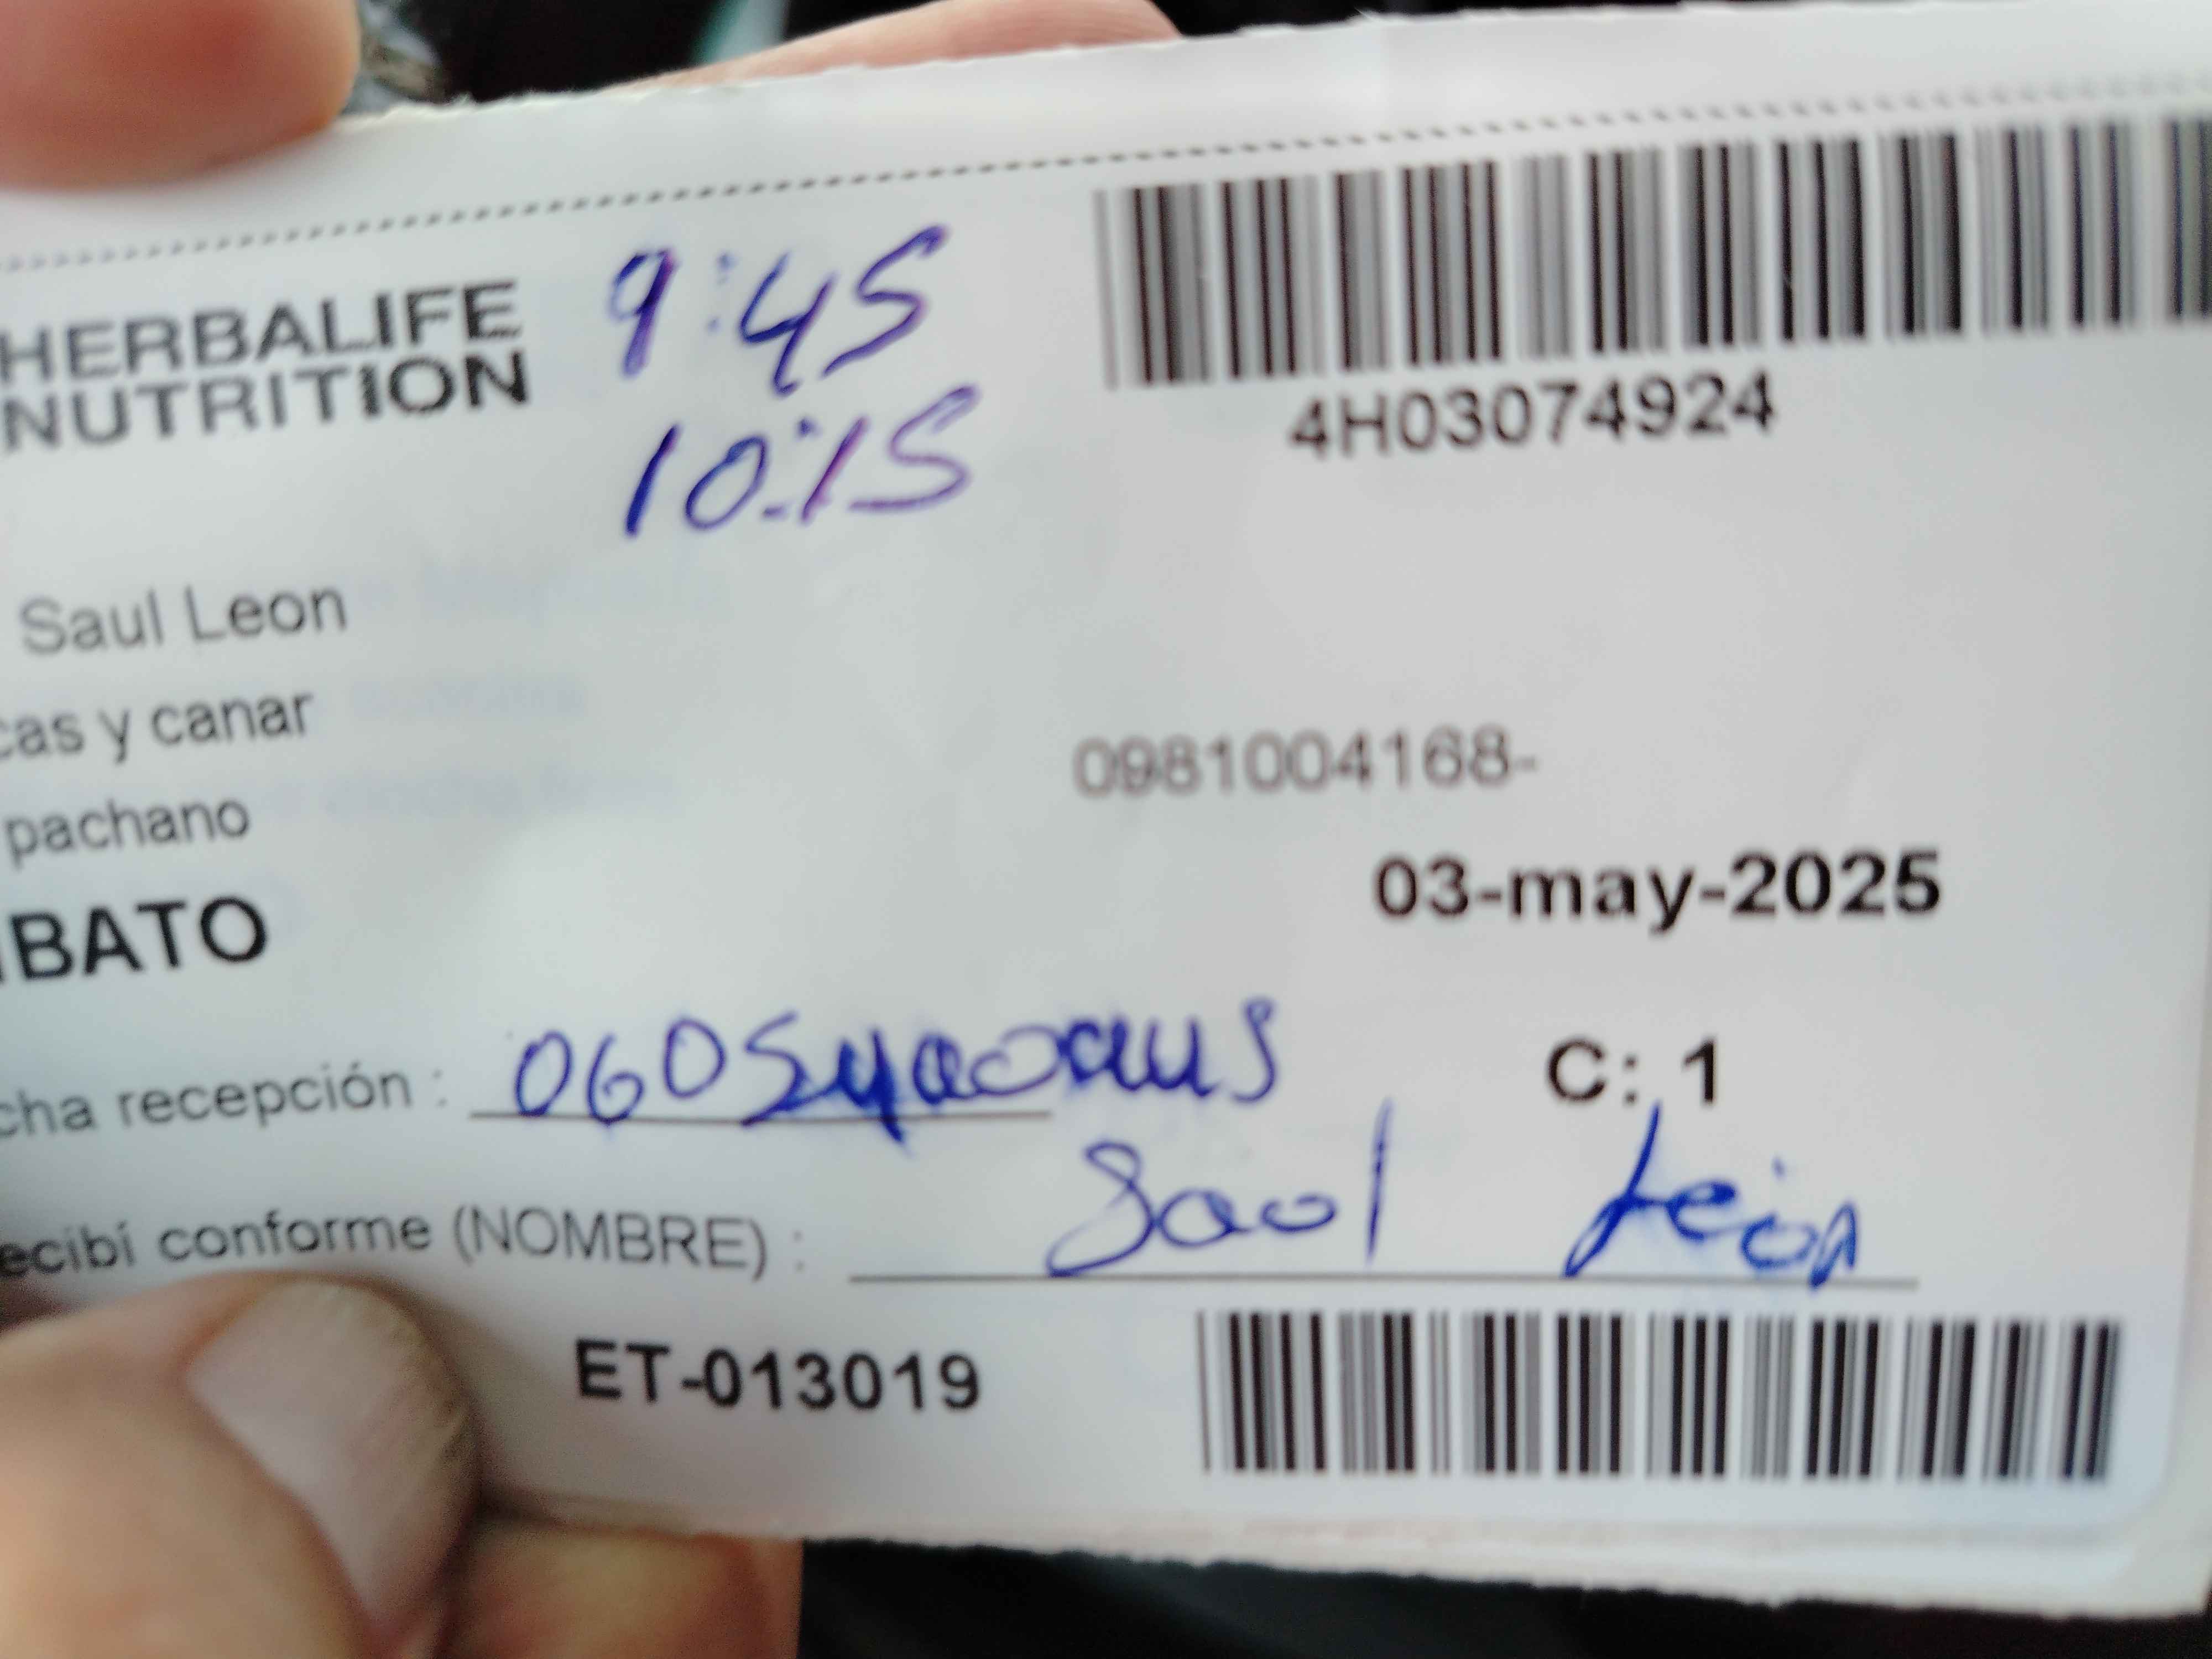 HERBALIFE
NUTRITION
9:45
10:15
4H03074924
Saul Leon
cas y canar
0981004168-
pachano
03-may-2025
BATO
cha recepción :
C: 1
ecibí conforme (NOMBRE) : Saul León
ET-013019